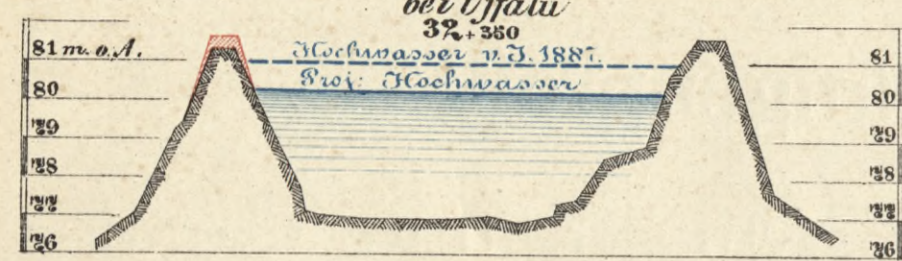 bei Ujfalu
32+350
81 m. o. A. Hochwasser v. J. 1887. 81
80 Proj: Hochwasser 80
79 79
78 78
77 77
76 76